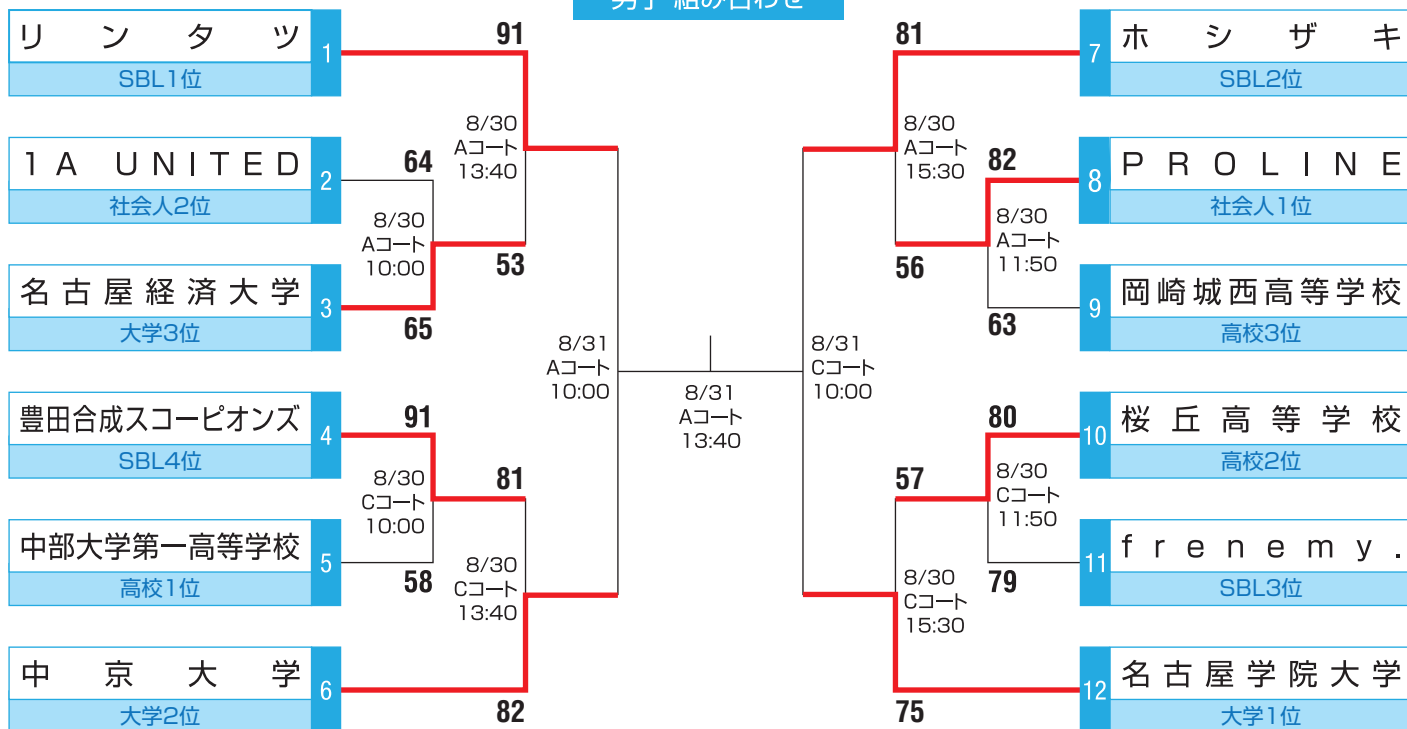 男子 組み合わせ
リンタツ
1
SBL1位
91
8/30
Aコート
13:40
1A UNITED
2
社会人2位
64
8/30
Aコート
10:00
53
名古屋経済大学
3
大学3位
65
8/31
Aコート
10:00
豊田合成スコーピオンズ
4
SBL4位
91
8/30
Cコート
10:00
81
中部大学第一高等学校
5
高校1位
58
8/30
Cコート
13:40
中京大学
6
大学2位
82
8/31
Aコート
13:40
81
7
ホシザキ
SBL2位
8/30
Aコート
15:30
82
8
PROLINE
社会人1位
8/30
Aコート
11:50
56
63
9
岡崎城西高等学校
高校3位
8/31
Cコート
10:00
80
10
桜丘高等学校
高校2位
57
8/30
Cコート
11:50
79
11
frenemy.
SBL3位
8/30
Cコート
15:30
75
12
名古屋学院大学
大学1位